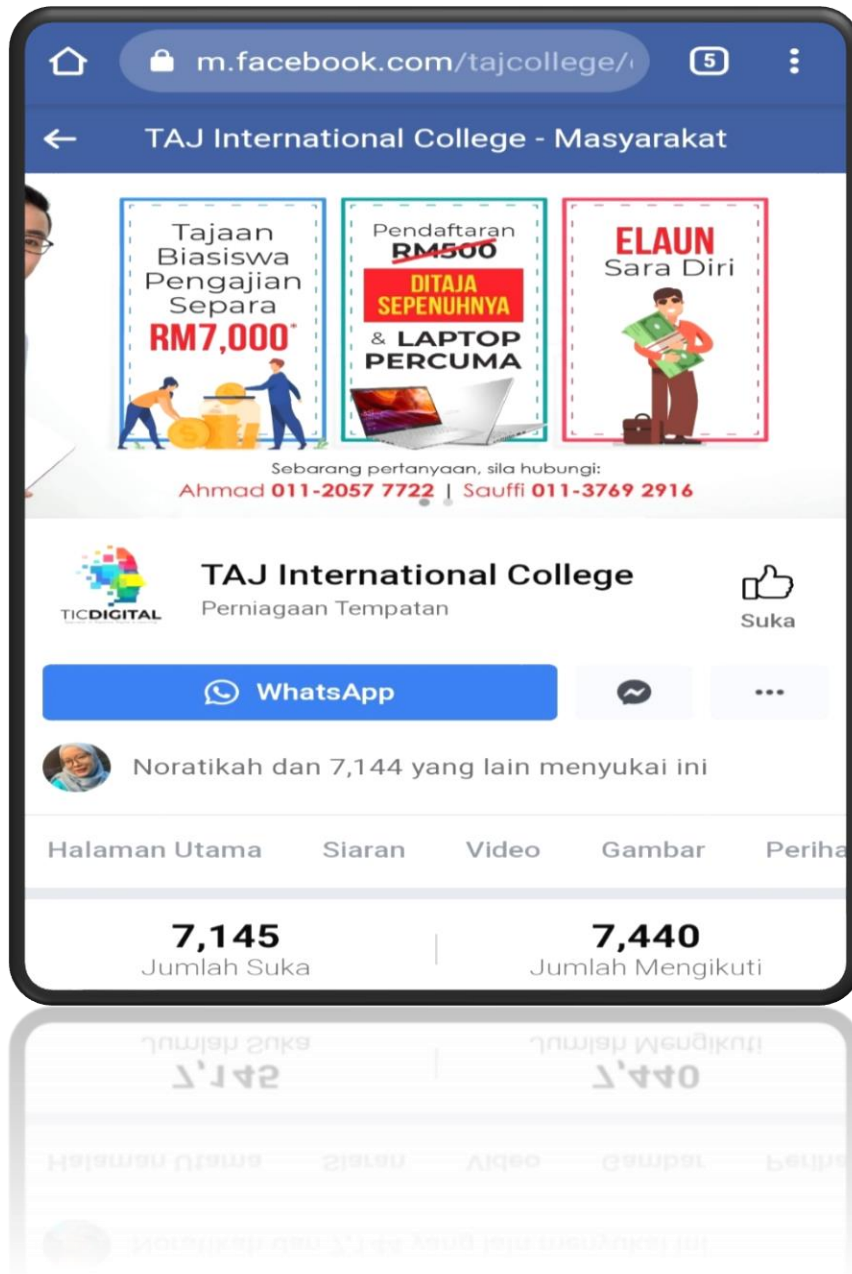 m.facebook.com/tajcollege/
5
TAJ International College - Masyarakat
Tajaan
Biasiswa
Pengajian
Separa
RM7,000*
Pendaftaran
RM500
DITAJA
SEPENUHNYA
& LAPTOP
PERCUMA
ELAUN
Sara Diri
Sebarang pertanyaan, sila hubungi:
Ahmad 011-2057 7722 | Sauffi 011-3769 2916
TICDIGITAL
TAJ International College
Perniagaan Tempatan
Suka
WhatsApp
Noratikah dan 7,144 yang lain menyukai ini
Halaman Utama Siaran Video Gambar Periha
7,145 7,440
Jumlah Suka Jumlah Mengikuti